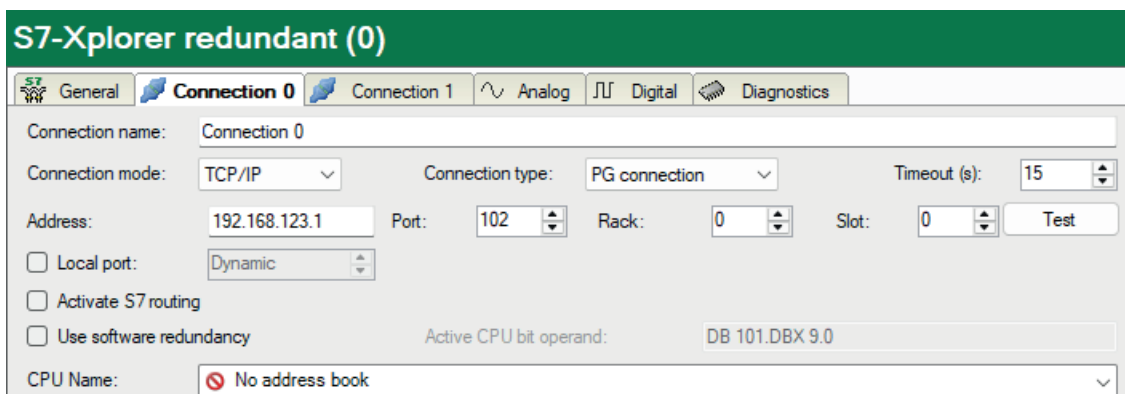 S7-Xplorer redundant (0)
S7 General Connection 0 Connection 1 Analog Digital Diagnostics
Connection name: Connection 0
Connection mode: TCP/IP Connection type: PG connection Timeout (s): 15
Address: 192.168.123.1 Port: 102 Rack: 0 Slot: 0 Test
Local port: Dynamic
Activate S7 routing
Use software redundancy Active CPU bit operand: DB 101.DBX 9.0
CPU Name: No address book